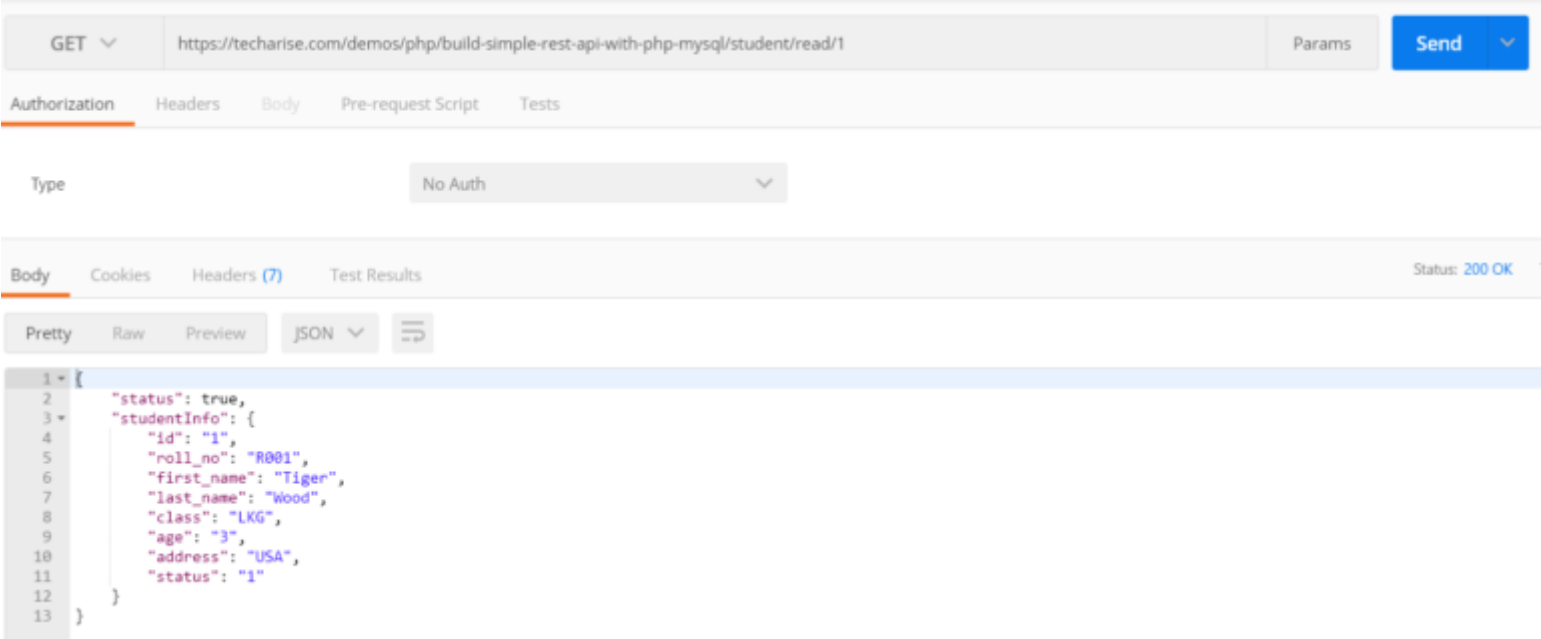 GET https://techarise.com/demos/php/build-simple-rest-api-with-php-mysql/student/read/1 Params Send
Authorization Headers Body Pre-request Script Tests
Type No Auth
Body Cookies Headers (7) Test Results Status: 200 OK
Pretty Raw Preview JSON
1 {
2 "status": true,
3 "studentInfo": {
4 "id": "1",
5 "roll_no": "R001",
6 "first_name": "Tiger",
7 "last_name": "Wood",
8 "class": "LKG",
9 "age": "3",
10 "address": "USA",
11 "status": "1"
12 }
13 }